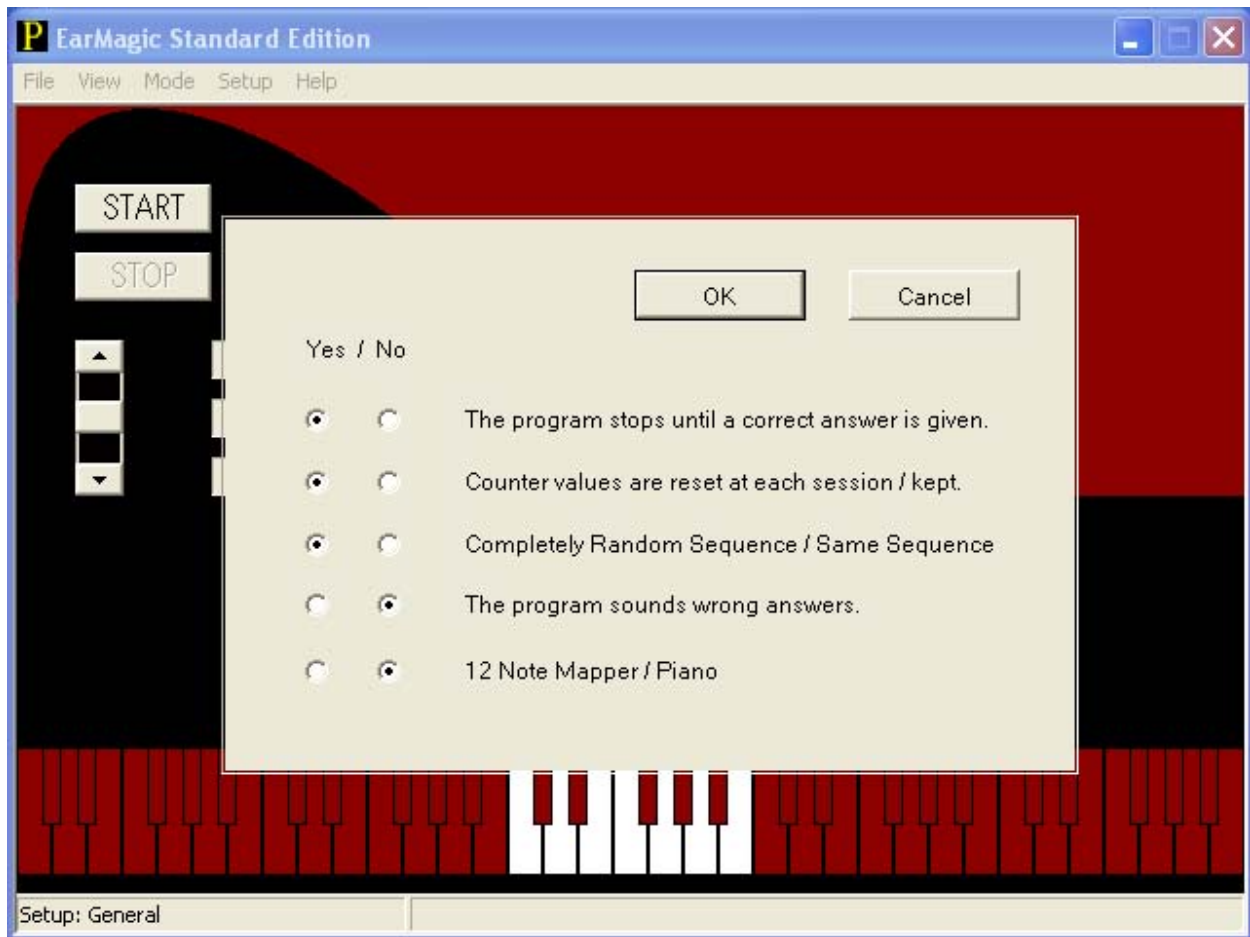 P EarMagic Standard Edition
File View Mode Setup Help
START
STOP
OK Cancel
Yes / No
The program stops until a correct answer is given.
Counter values are reset at each session / kept.
Completely Random Sequence / Same Sequence
The program sounds wrong answers.
12 Note Mapper / Piano
Setup: General